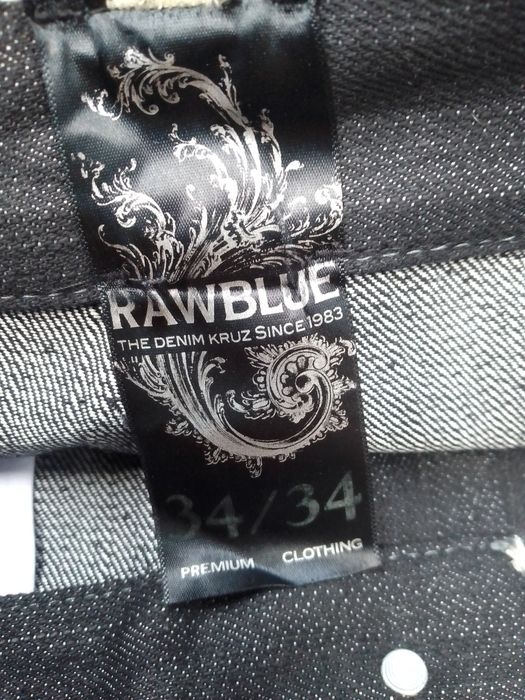 RAWBLUE
THE DENIM KRUZ SINCE 1983
34/34
PREMIUM CLOTHING